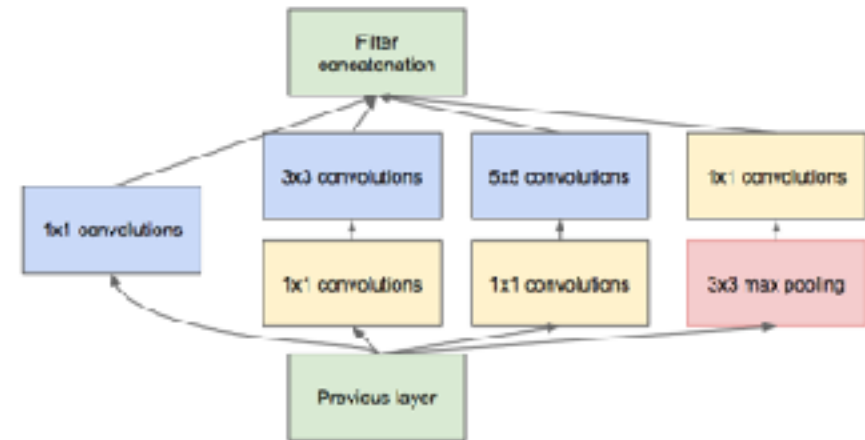 Filter
concatenation
3x3 convolutions
5x5 convolutions
1x1 convolutions
1x1 convolutions
1x1 convolutions
1x1 convolutions
3x3 max pooling
Previous layer